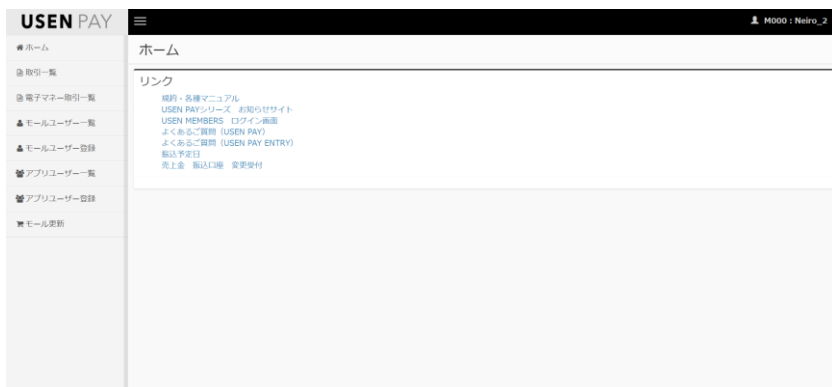 USEN PAY
M000 : Neiro_2
ホーム
取引一覧
電子マネー取引一覧
モールユーザー一覧
モールユーザー登録
アプリユーザー一覧
アプリユーザー登録
モール更新
ホーム
リンク
規約・各種マニュアル
USEN PAYシリーズ お知らせサイト
USEN MEMBERS ログイン画面
よくあるご質問（USEN PAY）
よくあるご質問（USEN PAY ENTRY）
振込予定日
売上金 振込口座 変更受付